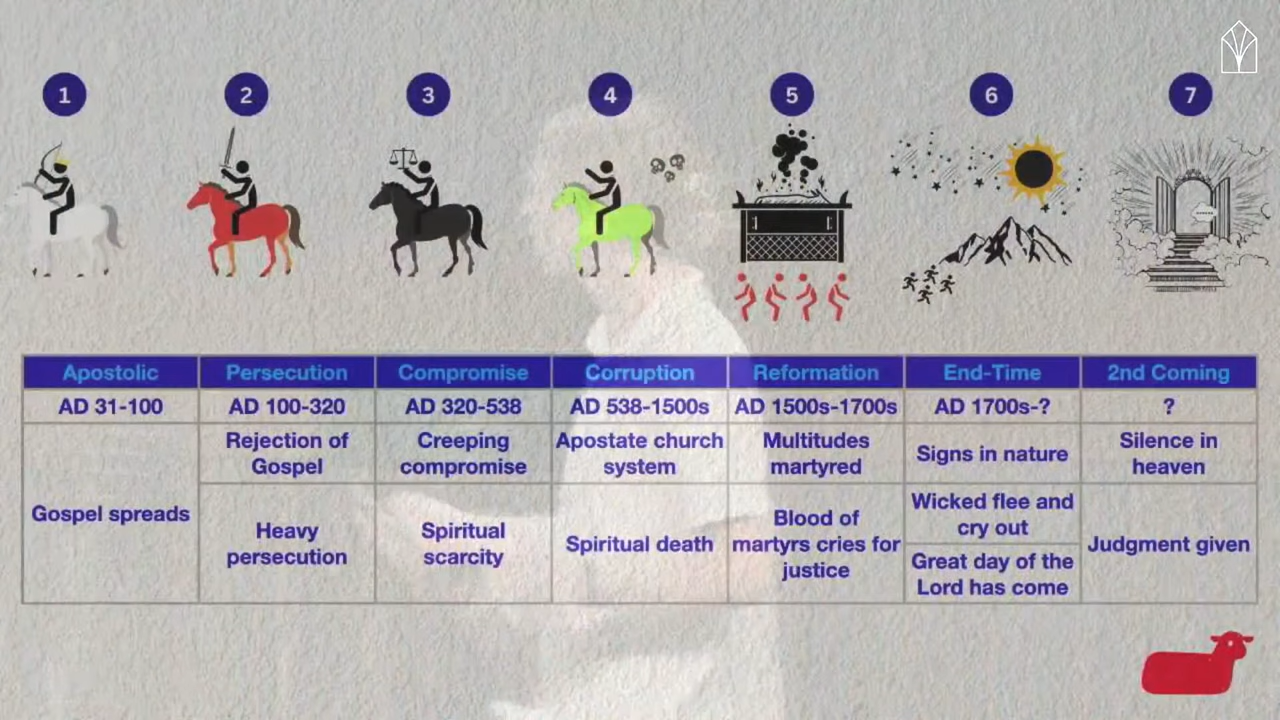 1 2 3 4 5 6 7
Apostolic Persecution Compromise Corruption Reformation End-Time 2nd Coming
AD 31-100 AD 100-320 AD 320-538 AD 538-1500s AD 1500s-1700s AD 1700s-? ?
Gospel spreads
Rejection of
Gospel
Heavy
persecution
Creeping
compromise
Spiritual
scarcity
Apostate church
system
Spiritual death
Multitudes
martyred
Blood of
martyrs cries for
justice
Signs in nature
Wicked flee and
cry out
Great day of the
Lord has come
Silence in
heaven
Judgment given